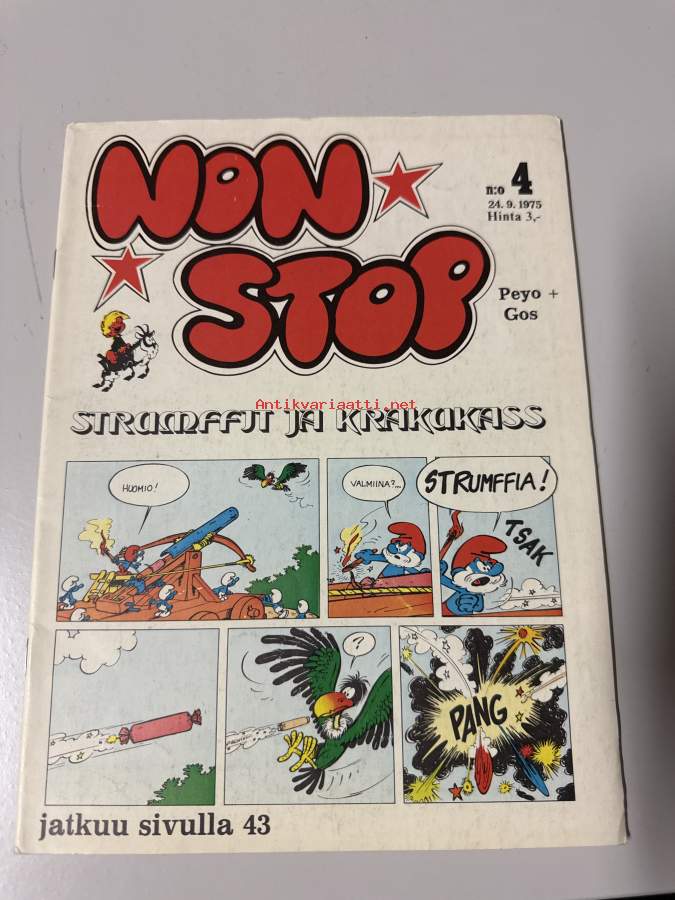 NON
STOP
n:o 4
24. 9. 1975
Hinta 3,-
Peyo +
Gos
Antikvariaatti.net
STRUMFFIT JA KRAKUKASS
HUOMIO!
VALMIINA?...
STRUMFFIA!
TSAK
?
PANG
jatkuu sivulla 43